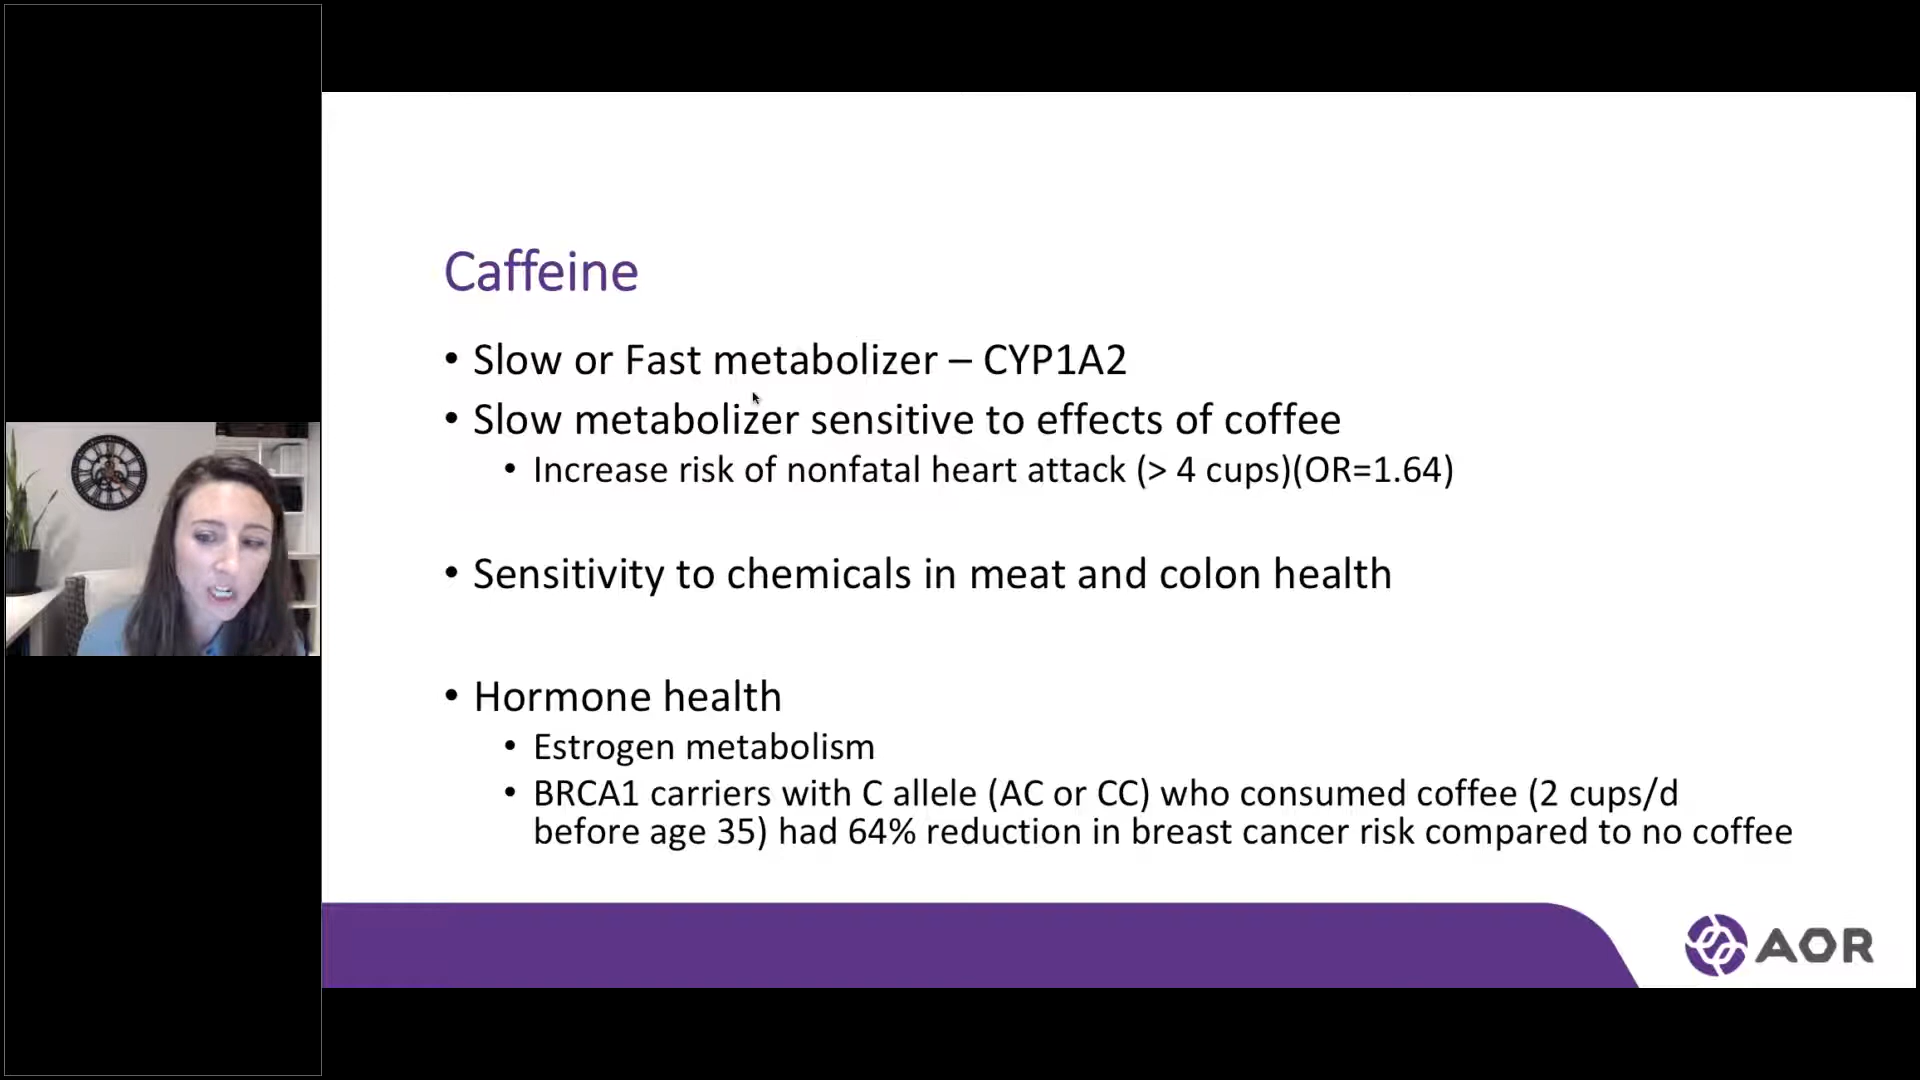 Caffeine
• Slow or Fast metabolizer – CYP1A2
• Slow metabolizer sensitive to effects of coffee
• Increase risk of nonfatal heart attack (> 4 cups)(OR=1.64)
• Sensitivity to chemicals in meat and colon health
• Hormone health
• Estrogen metabolism
• BRCA1 carriers with C allele (AC or CC) who consumed coffee (2 cups/d
before age 35) had 64% reduction in breast cancer risk compared to no coffee
AOR